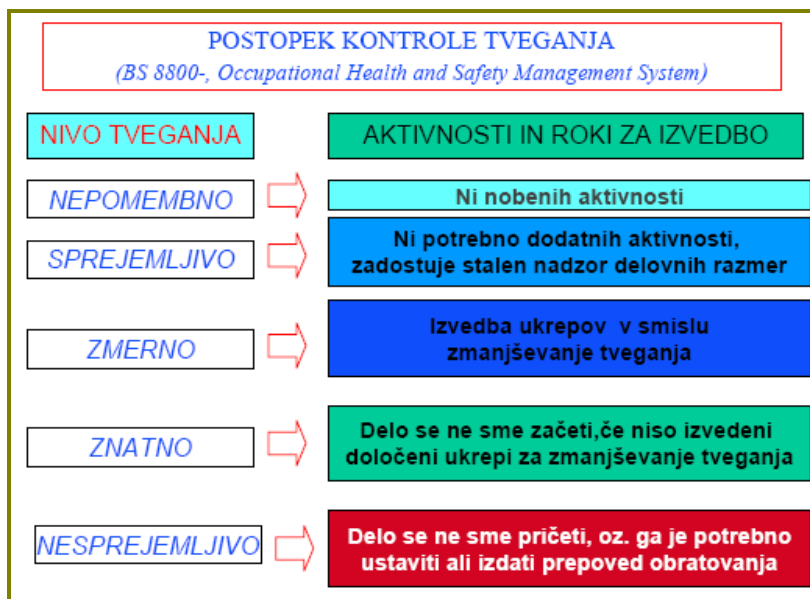 POSTOPEK KONTROLE TVEGANJA
(BS 8800-, Occupational Health and Safety Management System)
NIVO TVEGANJA
AKTIVNOSTI IN ROKI ZA IZVEDBO
NEPOMEMBNO
Ni nobenih aktivnosti
SPREJEMLJIVO
Ni potrebno dodatnih aktivnosti,
zadostuje stalen nadzor delovnih razmer
ZMERNO
Izvedba ukrepov v smislu
zmanjševanje tveganja
ZNATNO
Delo se ne sme začeti,če niso izvedeni
določeni ukrepi za zmanjševanje tveganja
NESPREJEMLJIVO
Delo se ne sme pričeti, oz. ga je potrebno
ustaviti ali izdati prepoved obratovanja